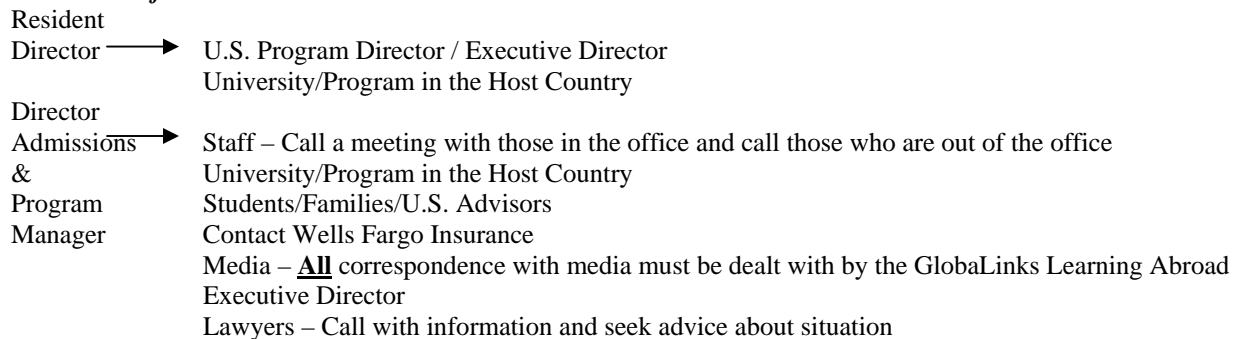 Resident
Director U.S. Program Director / Executive Director
University/Program in the Host Country
Director
Admissions Staff – Call a meeting with those in the office and call those who are out of the office
& University/Program in the Host Country
Program Students/Families/U.S. Advisors
Manager Contact Wells Fargo Insurance
Media – All correspondence with media must be dealt with by the GlobaLinks Learning Abroad
Executive Director
Lawyers – Call with information and seek advice about situation